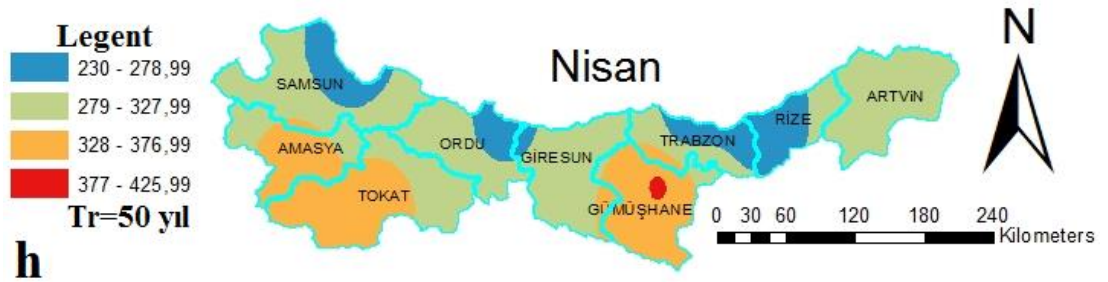 Legent
230 - 278,99
279 - 327,99
328 - 376,99
377 - 425,99
Tr=50 yıl
h
Nisan
N
SAMSUN
AMASYA
TOKAT
ORDU
GİRESUN
GÜMÜŞHANE
TRABZON
RİZE
ARTVİN
0 30 60 120 180 240
Kilometers